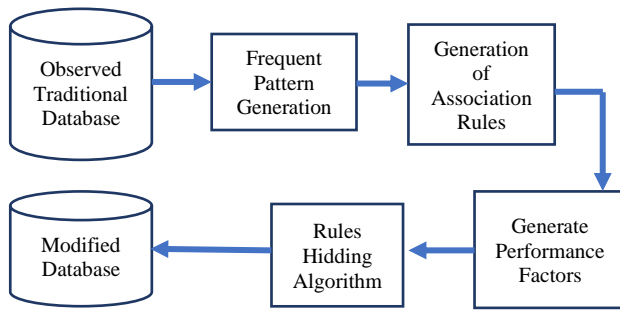 Observed
Traditional
Database
Frequent
Pattern
Generation
Generation
of
Association
Rules
Generate
Performance
Factors
Rules
Hidding
Algorithm
Modified
Database